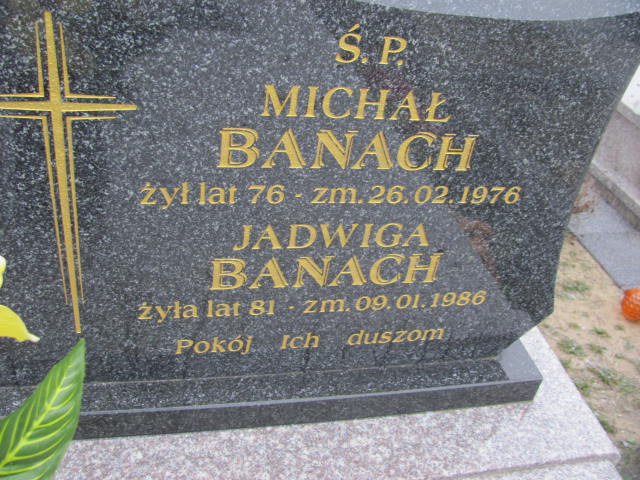 Ś.P.
MICHAŁ
BANACH
żył lat 76 - zm. 26.02.1976
JADWIGA
BANACH
żyła lat 81 - zm. 09.01.1986
Pokój Ich duszom